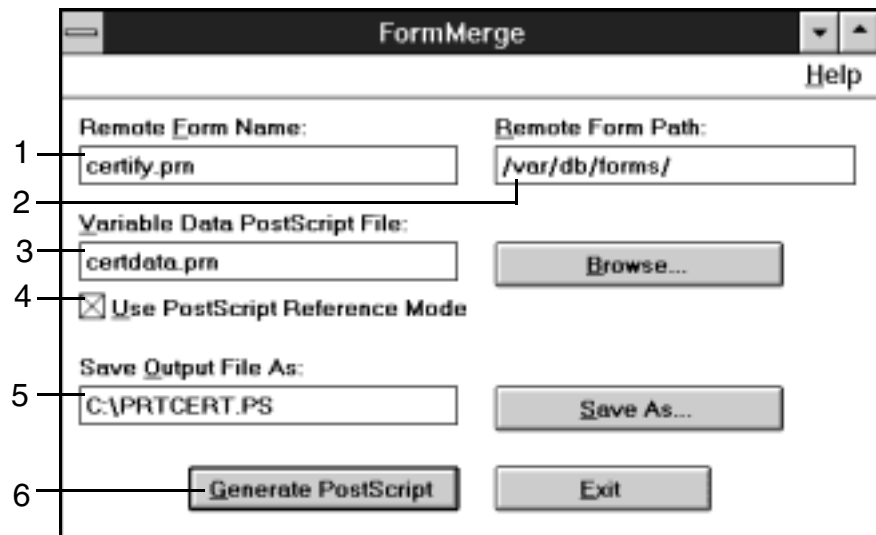 FormMerge
Help
Remote Form Name:
Remote Form Path:
1
certify.prn
/var/db/forms/
2
Variable Data PostScript File:
3
certdata.prn
Browse...
4
Use PostScript Reference Mode
Save Output File As:
5
C:\PRTCERT.PS
Save As...
6
Generate PostScript
Exit